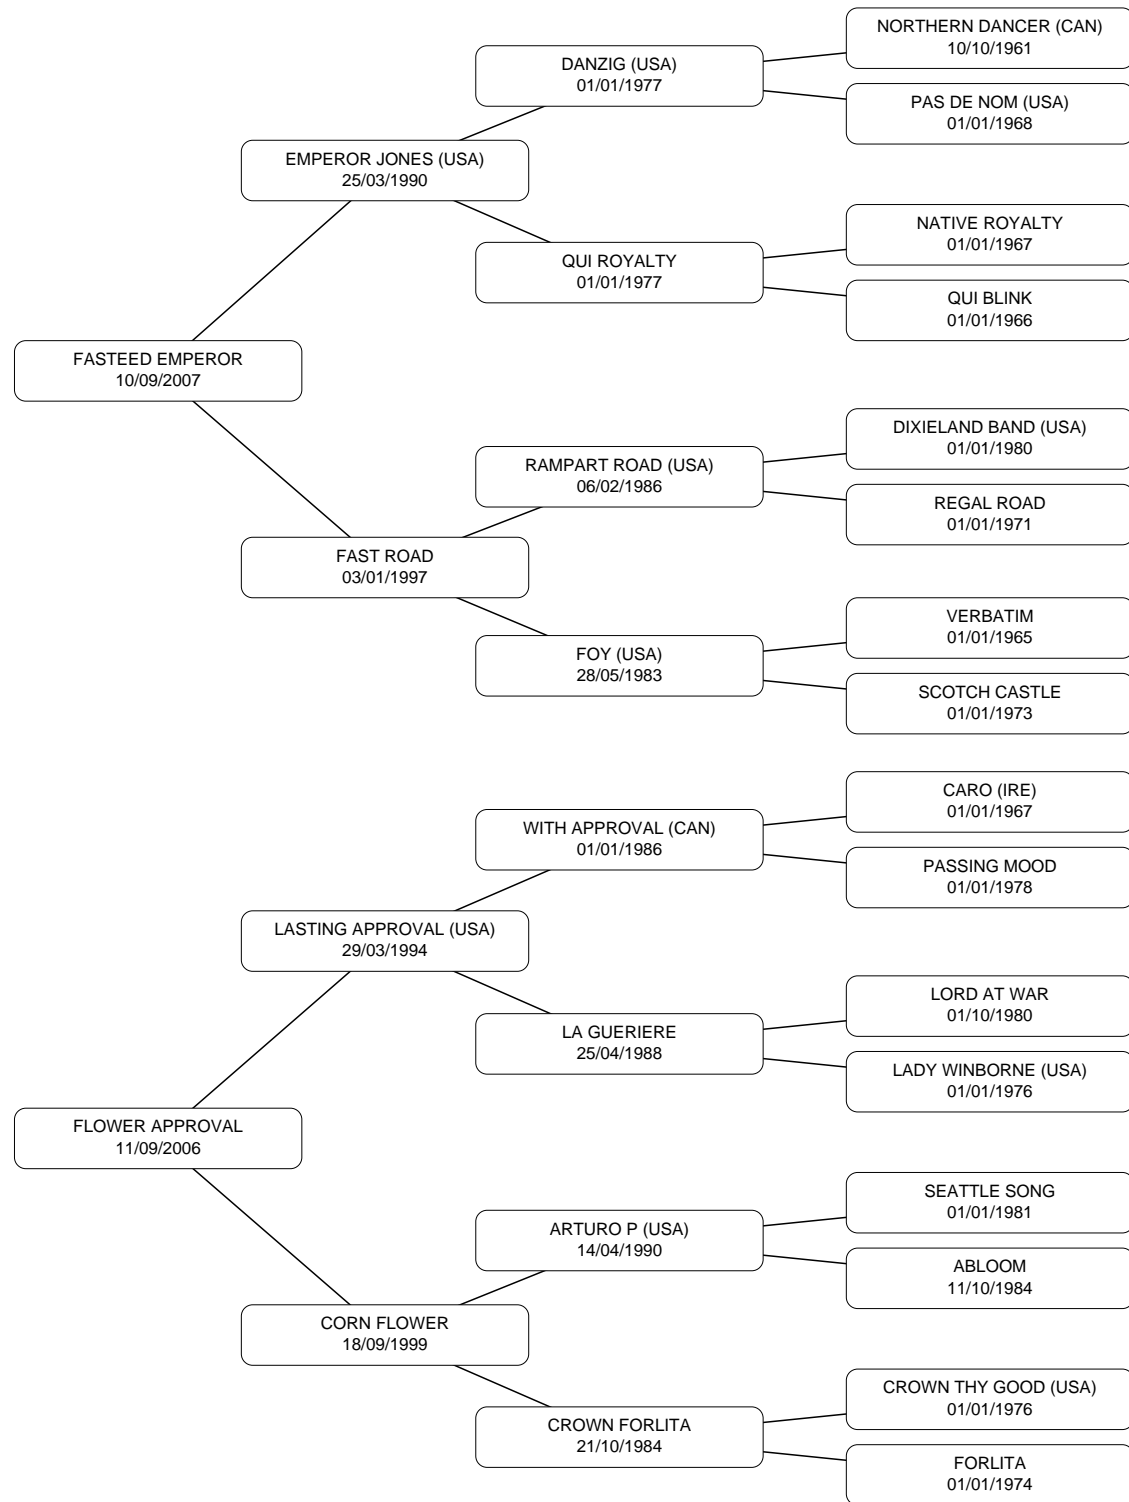 NORTHERN DANCER (CAN)
10/10/1961
DANZIG (USA)
01/01/1977
PAS DE NOM (USA)
01/01/1968
EMPEROR JONES (USA)
25/03/1990
NATIVE ROYALTY
01/01/1967
QUI ROYALTY
01/01/1977
QUI BLINK
01/01/1966
FASTEED EMPEROR
10/09/2007
DIXIELAND BAND (USA)
01/01/1980
RAMPART ROAD (USA)
06/02/1986
REGAL ROAD
01/01/1971
FAST ROAD
03/01/1997
VERBATIM
01/01/1965
FOY (USA)
28/05/1983
SCOTCH CASTLE
01/01/1973
CARO (IRE)
01/01/1967
WITH APPROVAL (CAN)
01/01/1986
PASSING MOOD
01/01/1978
LASTING APPROVAL (USA)
29/03/1994
LORD AT WAR
01/10/1980
LA GUERIERE
25/04/1988
LADY WINBORNE (USA)
01/01/1976
FLOWER APPROVAL
11/09/2006
SEATTLE SONG
01/01/1981
ARTURO P (USA)
14/04/1990
ABLOOM
11/10/1984
CORN FLOWER
18/09/1999
CROWN THY GOOD (USA)
01/01/1976
CROWN FORLITA
21/10/1984
FORLITA
01/01/1974